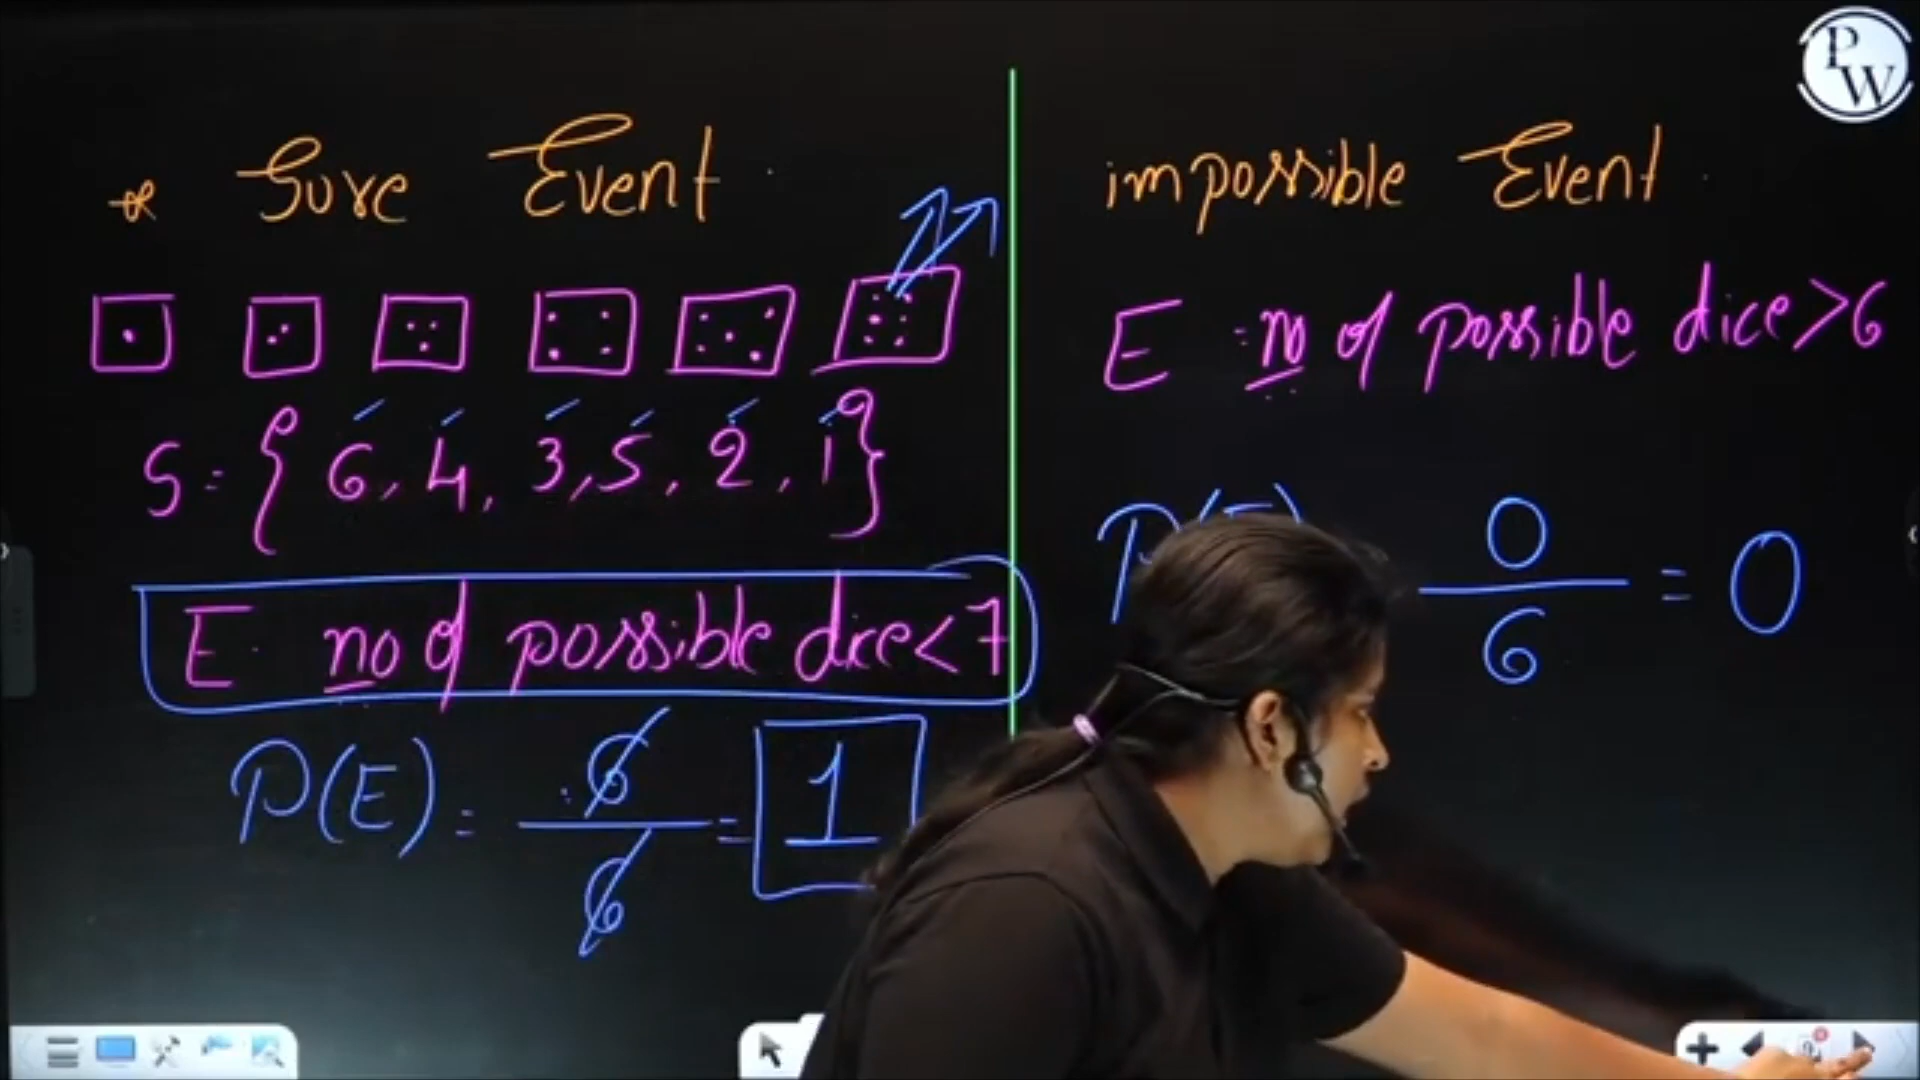 PW
* Sure Event
S = { 6, 4, 3, 5, 2, 1 }
E no of possible dice < 7
P(E) = 6/6 = 1
impossible Event
E = no of possible dice > 6
0/6 = 0